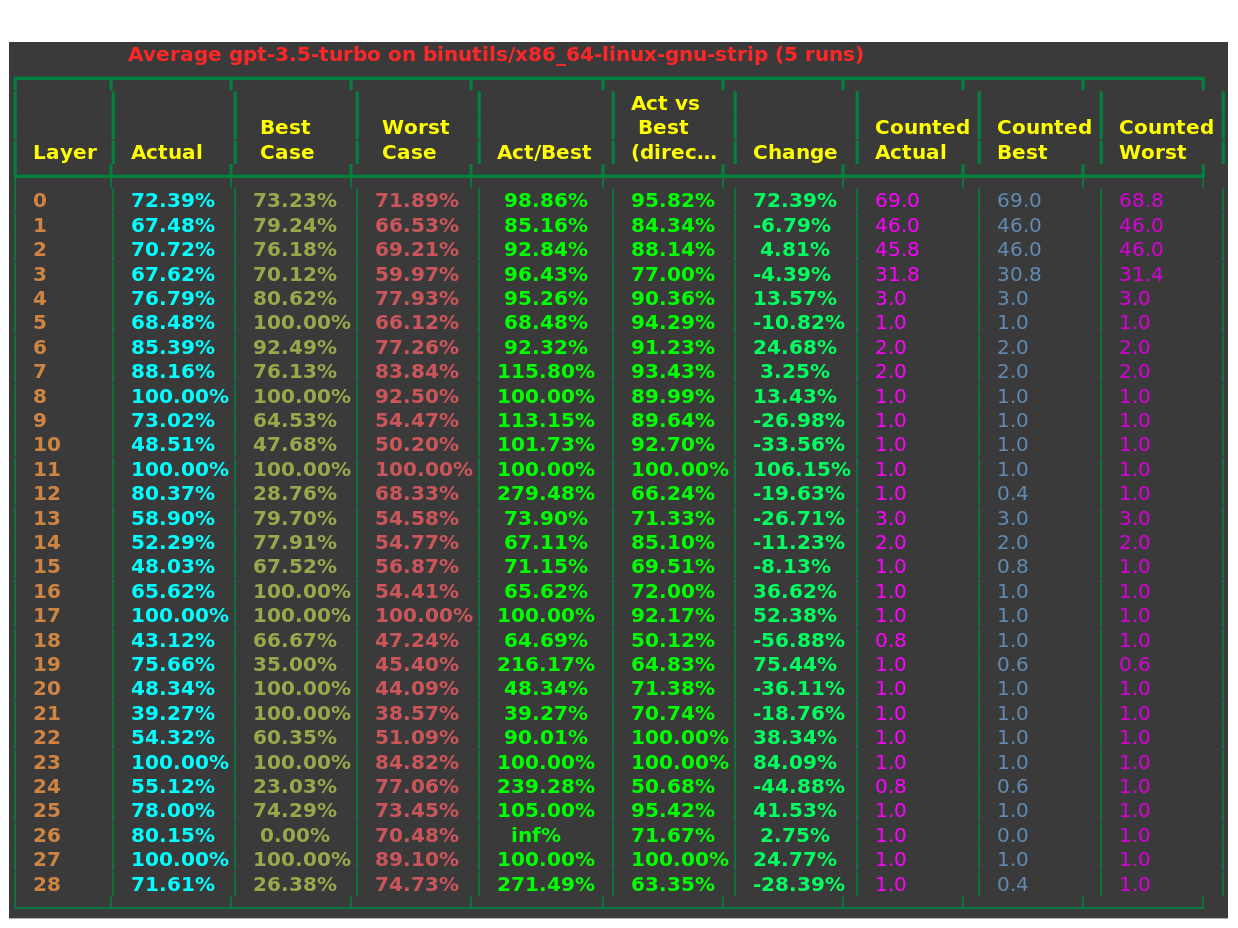 Average gpt-3.5-turbo on binutils/x86_64-linux-gnu-strip (5 runs)
Act vs
Best Worst Best Counted Counted Counted
Layer Actual Case Case Act/Best (direc… Change Actual Best Worst
0 72.39% 73.23% 71.89% 98.86% 95.82% 72.39% 69.0 69.0 68.8
1 67.48% 79.24% 66.53% 85.16% 84.34% -6.79% 46.0 46.0 46.0
2 70.72% 76.18% 69.21% 92.84% 88.14% 4.81% 45.8 46.0 46.0
3 67.62% 70.12% 59.97% 96.43% 77.00% -4.39% 31.8 30.8 31.4
4 76.79% 80.62% 77.93% 95.26% 90.36% 13.57% 3.0 3.0 3.0
5 68.48% 100.00% 66.12% 68.48% 94.29% -10.82% 1.0 1.0 1.0
6 85.39% 92.49% 77.26% 92.32% 91.23% 24.68% 2.0 2.0 2.0
7 88.16% 76.13% 83.84% 115.80% 93.43% 3.25% 2.0 2.0 2.0
8 100.00% 100.00% 92.50% 100.00% 89.99% 13.43% 1.0 1.0 1.0
9 73.02% 64.53% 54.47% 113.15% 89.64% -26.98% 1.0 1.0 1.0
10 48.51% 47.68% 50.20% 101.73% 92.70% -33.56% 1.0 1.0 1.0
11 100.00% 100.00% 100.00% 100.00% 100.00% 106.15% 1.0 1.0 1.0
12 80.37% 28.76% 68.33% 279.48% 66.24% -19.63% 1.0 0.4 1.0
13 58.90% 79.70% 54.58% 73.90% 71.33% -26.71% 3.0 3.0 3.0
14 52.29% 77.91% 54.77% 67.11% 85.10% -11.23% 2.0 2.0 2.0
15 48.03% 67.52% 56.87% 71.15% 69.51% -8.13% 1.0 0.8 1.0
16 65.62% 100.00% 54.41% 65.62% 72.00% 36.62% 1.0 1.0 1.0
17 100.00% 100.00% 100.00% 100.00% 92.17% 52.38% 1.0 1.0 1.0
18 43.12% 66.67% 47.24% 64.69% 50.12% -56.88% 0.8 1.0 1.0
19 75.66% 35.00% 45.40% 216.17% 64.83% 75.44% 1.0 0.6 0.6
20 48.34% 100.00% 44.09% 48.34% 71.38% -36.11% 1.0 1.0 1.0
21 39.27% 100.00% 38.57% 39.27% 70.74% -18.76% 1.0 1.0 1.0
22 54.32% 60.35% 51.09% 90.01% 100.00% 38.34% 1.0 1.0 1.0
23 100.00% 100.00% 84.82% 100.00% 100.00% 84.09% 1.0 1.0 1.0
24 55.12% 23.03% 77.06% 239.28% 50.68% -44.88% 0.8 0.6 1.0
25 78.00% 74.29% 73.45% 105.00% 95.42% 41.53% 1.0 1.0 1.0
26 80.15% 0.00% 70.48% inf% 71.67% 2.75% 1.0 0.0 1.0
27 100.00% 100.00% 89.10% 100.00% 100.00% 24.77% 1.0 1.0 1.0
28 71.61% 26.38% 74.73% 271.49% 63.35% -28.39% 1.0 0.4 1.0